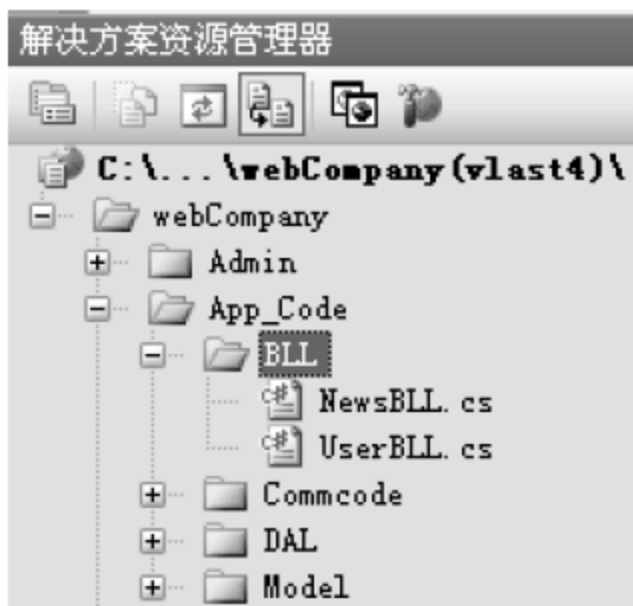 解决方案资源管理器
C:\...\webCompany(vlast4)\
webCompany
Admin
App_Code
BLL
NewsBLL.cs
UserBLL.cs
Commcode
DAL
Model